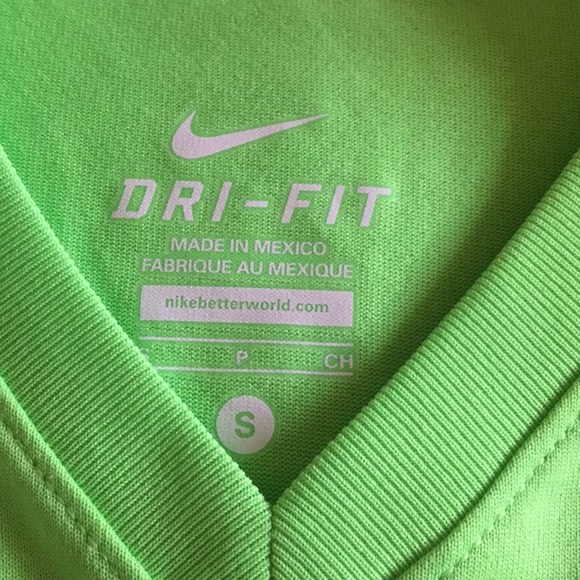 DRI-FIT
MADE IN MEXICO
FABRIQUE AU MEXIQUE
nikebetterworld.com
S P CH
S